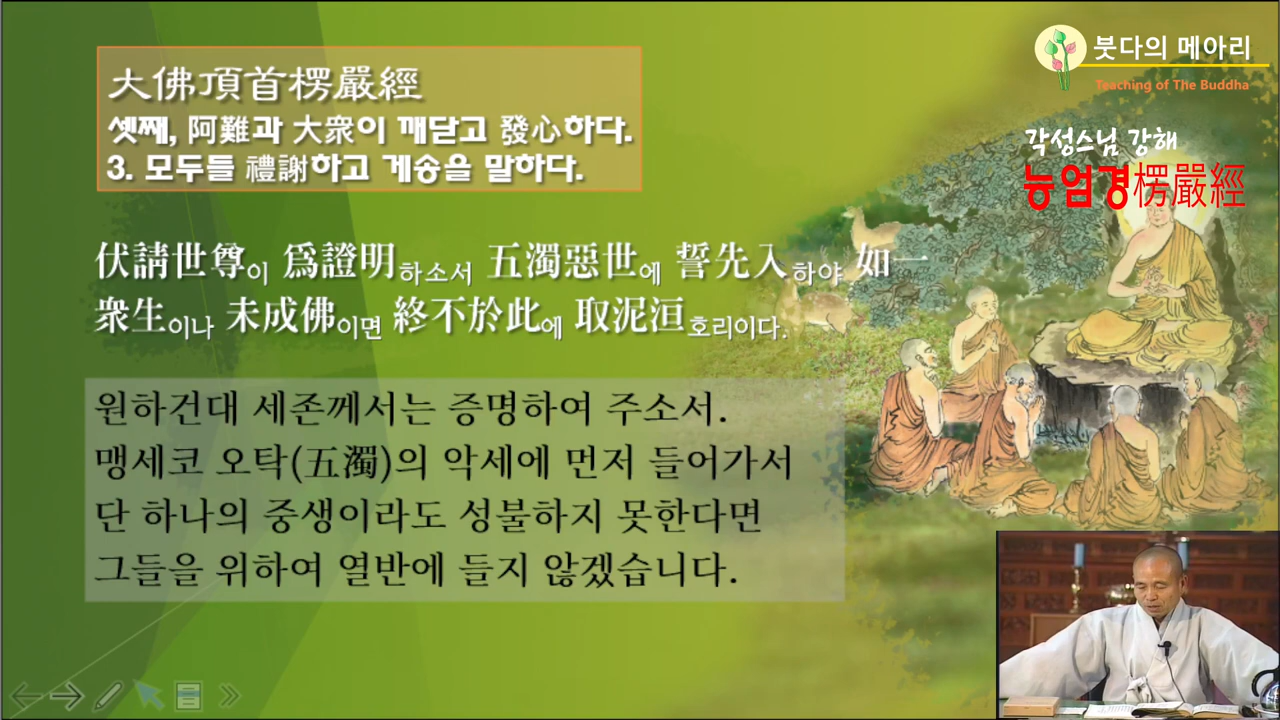 大佛頂首楞嚴經
셋째, 阿難과 大衆이 깨닫고 發心하다.
3. 모두들 禮謝하고 게송을 말하다.
붓다의 메아리
Teaching of The Buddha
각성스님 강해
능엄경楞嚴經
伏請世尊이 爲證明하소서 五濁惡世에 誓先入하야 如一
衆生이나 未成佛이면 終不於此에 取泥洹호리이다.
원하건대 세존께서는 증명하여 주소서.
맹세코 오탁(五濁)의 악세에 먼저 들어가서
단 하나의 중생이라도 성불하지 못한다면
그들을 위하여 열반에 들지 않겠습니다.